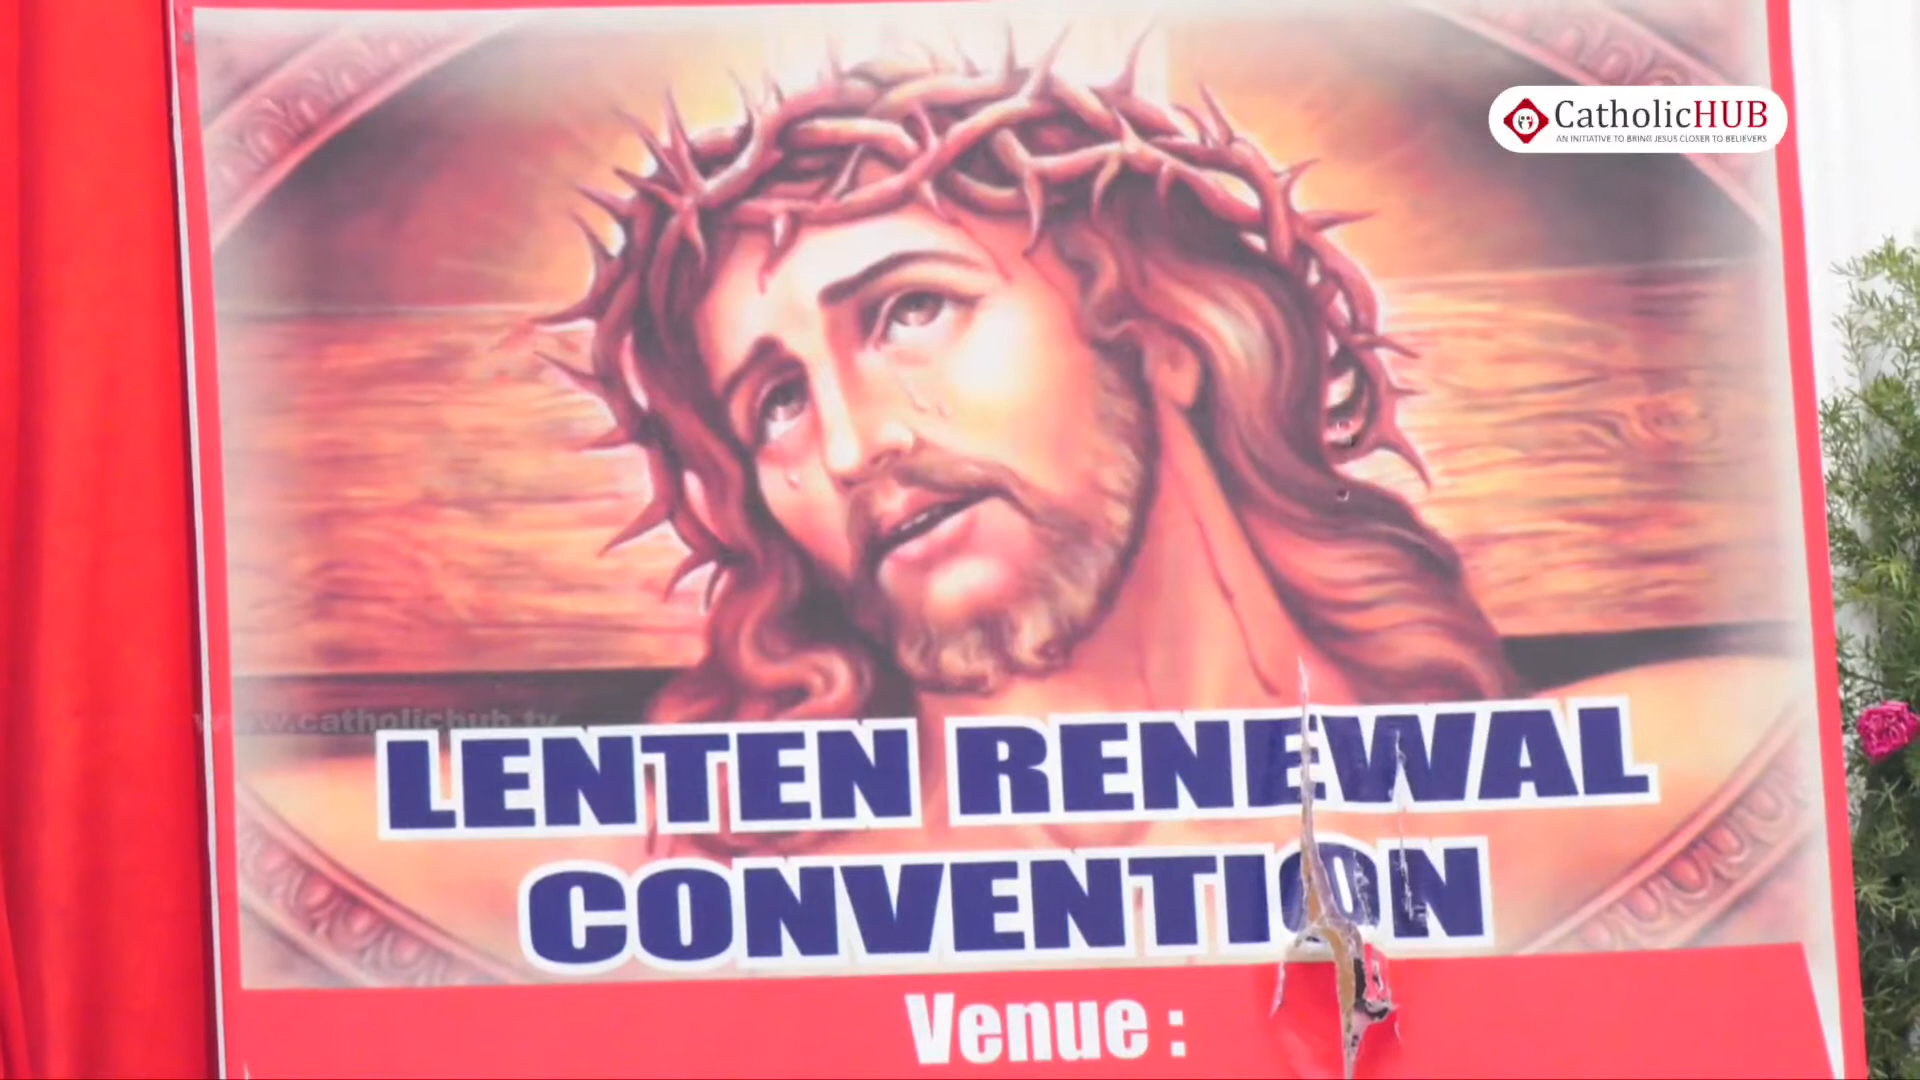 CatholicHUB
AN INITIATIVE TO BRING JESUS CLOSER TO BELIEVERS
www.catholichub.tv
LENTEN RENEWAL
CONVENTION
Venue :